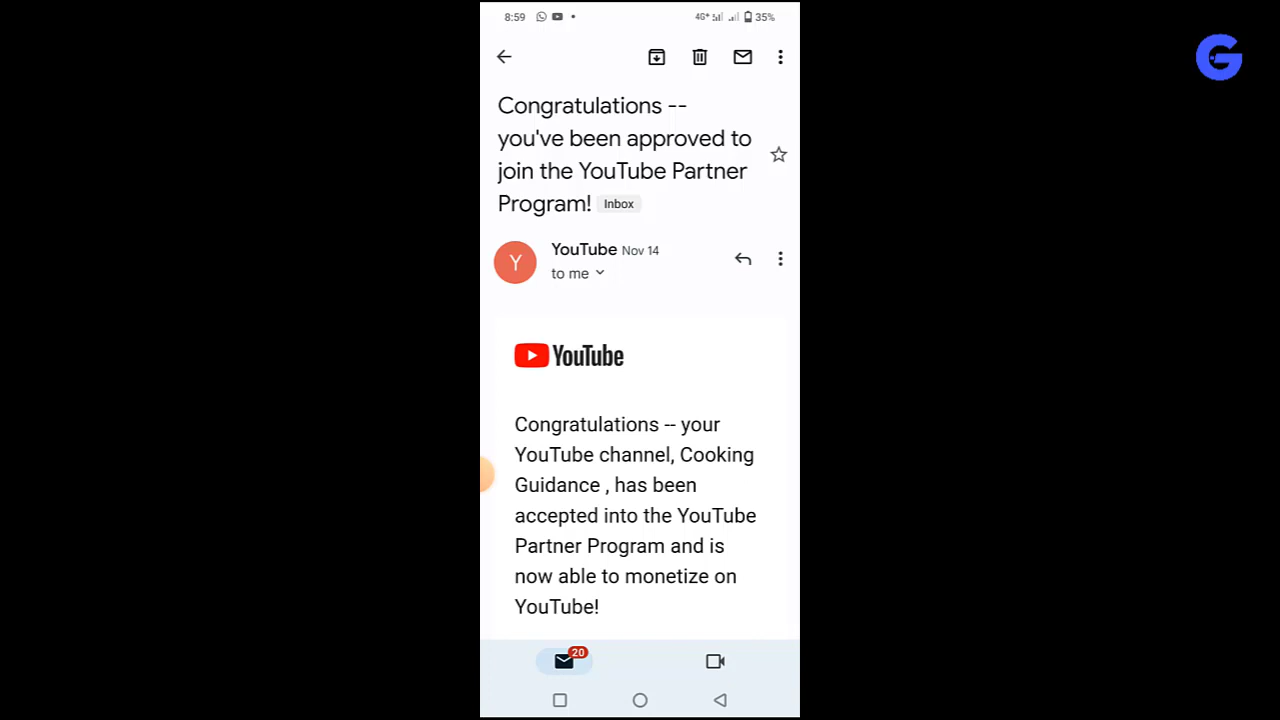 8:59
4G+
35%
G
Congratulations --
you've been approved to
join the YouTube Partner
Program! Inbox
Y
YouTube Nov 14
to me
YouTube
Congratulations -- your
YouTube channel, Cooking
Guidance , has been
accepted into the YouTube
Partner Program and is
now able to monetize on
YouTube!
20